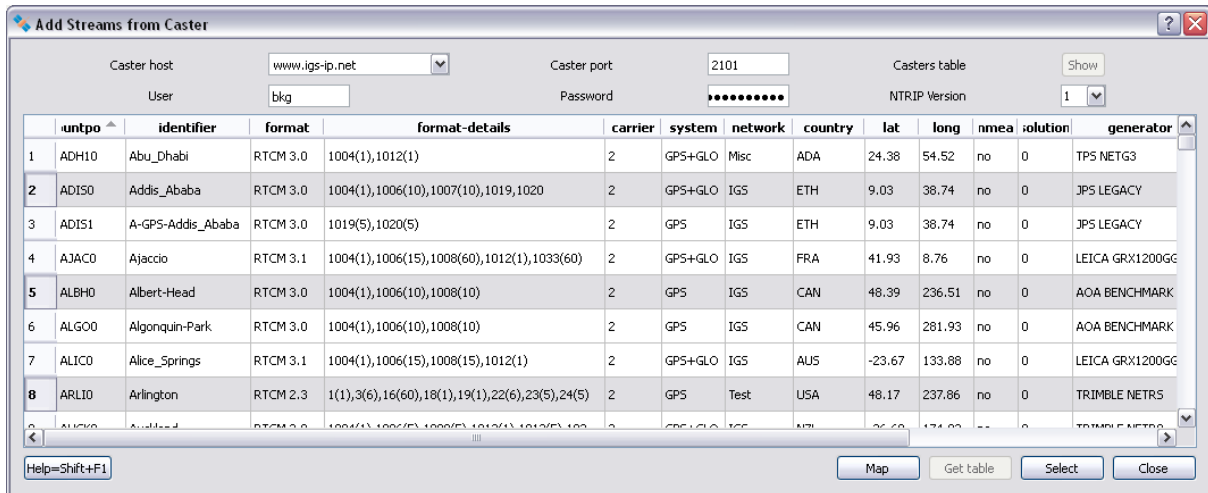 Add Streams from Caster
Caster host www.igs-ip.net Caster port 2101 Casters table Show
User bkg Password •••••••••• NTRIP Version 1
untpo identifier format format-details carrier system network country lat long nmea solution generator
1 ADH10 Abu_Dhabi RTCM 3.0 1004(1),1012(1) 2 GPS+GLO Misc ADA 24.38 54.52 no 0 TPS NETG3
2 ADIS0 Addis_Ababa RTCM 3.0 1004(1),1006(10),1007(10),1019,1020 2 GPS+GLO IGS ETH 9.03 38.74 no 0 JPS LEGACY
3 ADIS1 A-GPS-Addis_Ababa RTCM 3.0 1019(5),1020(5) 2 GPS IGS ETH 9.03 38.74 no 0 JPS LEGACY
4 AJAC0 Ajaccio RTCM 3.1 1004(1),1006(15),1008(60),1012(1),1033(60) 2 GPS+GLO IGS FRA 41.93 8.76 no 0 LEICA GRX1200GG
5 ALBH0 Albert-Head RTCM 3.0 1004(1),1006(10),1008(10) 2 GPS IGS CAN 48.39 236.51 no 0 AOA BENCHMARK
6 ALGO0 Algonquin-Park RTCM 3.0 1004(1),1006(10),1008(10) 2 GPS IGS CAN 45.96 281.93 no 0 AOA BENCHMARK
7 ALIC0 Alice_Springs RTCM 3.1 1004(1),1006(15),1008(15),1012(1) 2 GPS+GLO IGS AUS -23.67 133.88 no 0 LEICA GRX1200GG
8 ARLI0 Arlington RTCM 2.3 1(1),3(6),16(60),18(1),19(1),22(6),23(5),24(5) 2 GPS Test USA 48.17 237.86 no 0 TRIMBLE NETRS
Help=Shift+F1 Map Get table Select Close